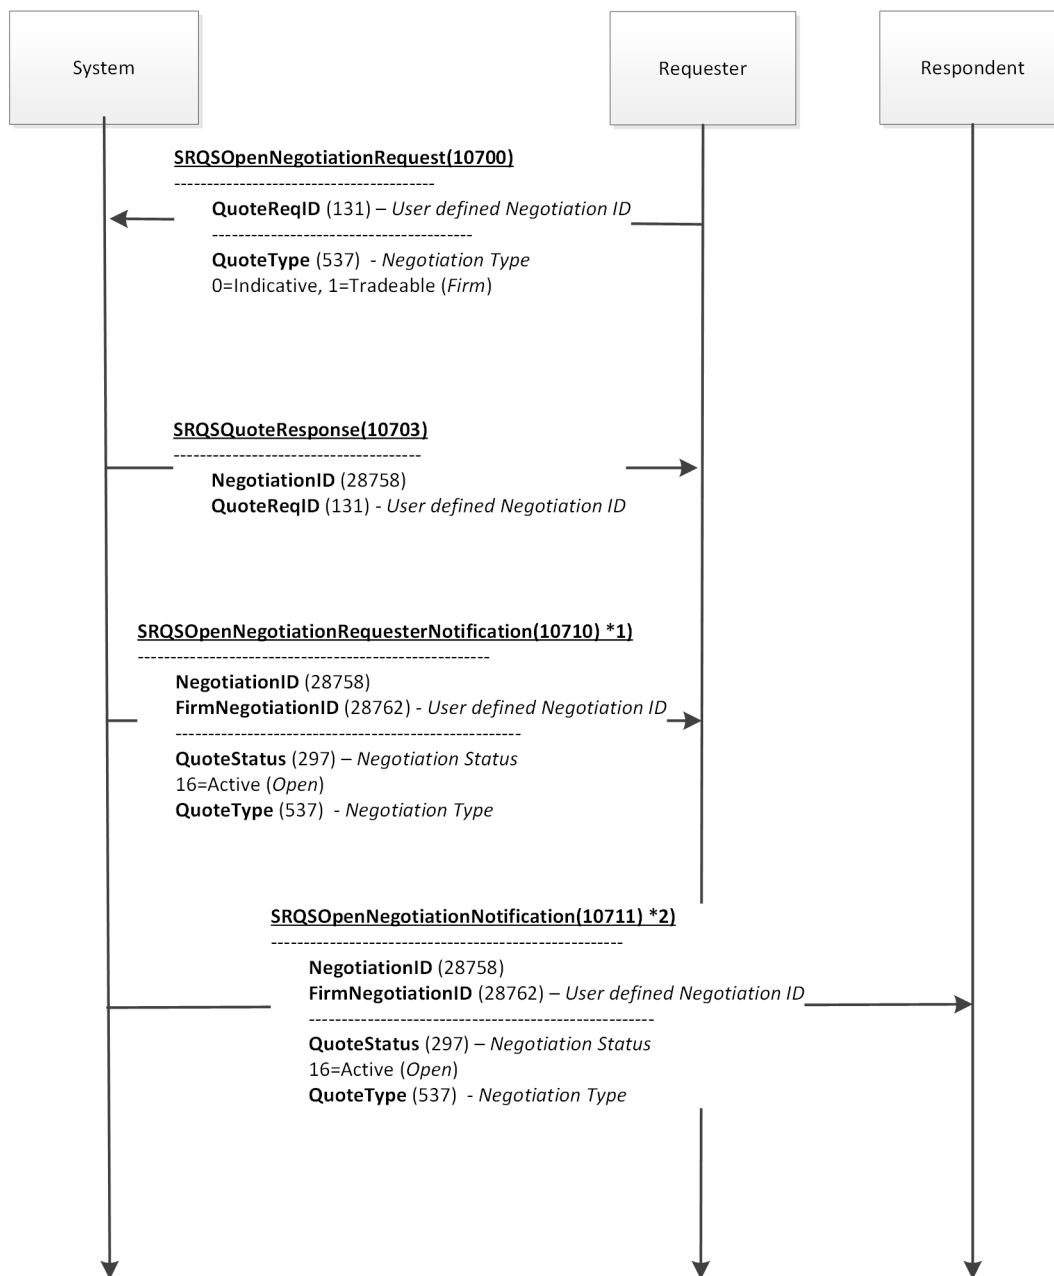 System
Requester
Respondent
SRQSOpenNegotiationRequest(10700)
----------------------------------------
QuoteReqID (131) – User defined Negotiation ID
----------------------------------------
QuoteType (537)  - Negotiation Type
0=Indicative, 1=Tradeable (Firm)
SRQSQuoteResponse(10703)
--------------------------------------
NegotiationID (28758)
QuoteReqID (131) - User defined Negotiation ID
SRQSOpenNegotiationRequesterNotification(10710) *1)
------------------------------------------------------
NegotiationID (28758)
FirmNegotiationID (28762) - User defined Negotiation ID
-----------------------------------------------------
QuoteStatus (297) – Negotiation Status
16=Active (Open)
QuoteType (537)  - Negotiation Type
SRQSOpenNegotiationNotification(10711) *2)
------------------------------------------------------
NegotiationID (28758)
FirmNegotiationID (28762) – User defined Negotiation ID
-----------------------------------------------------
QuoteStatus (297) – Negotiation Status
16=Active (Open)
QuoteType (537)  - Negotiation Type